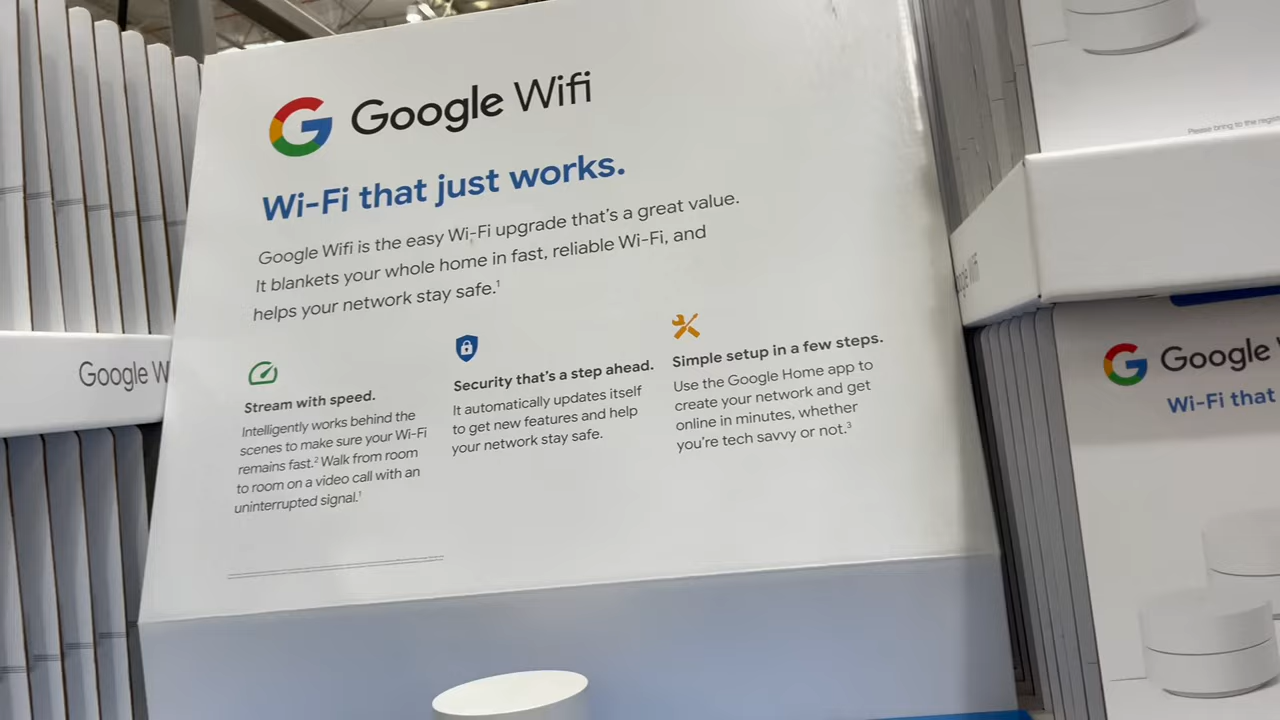 Google Wifi
Wi-Fi that just works.
Google Wifi is the easy Wi-Fi upgrade that's a great value.
It blankets your whole home in fast, reliable Wi-Fi, and
helps your network stay safe.¹
Stream with speed.
Intelligently works behind the
scenes to make sure your Wi-Fi
remains fast.² Walk from room
to room on a video call with an
uninterrupted signal.¹
Security that's a step ahead.
It automatically updates itself
to get new features and help
your network stay safe.
Simple setup in a few steps.
Use the Google Home app to
create your network and get
online in minutes, whether
you're tech savvy or not.³
Google W
Please bring to the regist
Google
Wi-Fi that